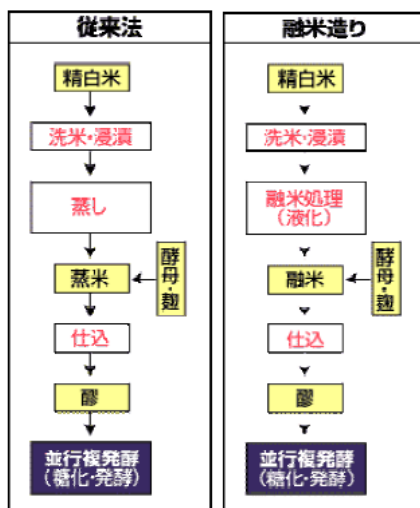 従来法
精白米
洗米・浸漬
蒸し
蒸米
酵母・麹
仕込
醪
並行複発酵
(糖化・発酵)
融米造り
精白米
洗米・浸漬
融米処理
(液化)
融米
酵母・麹
仕込
醪
並行複発酵
(糖化・発酵)